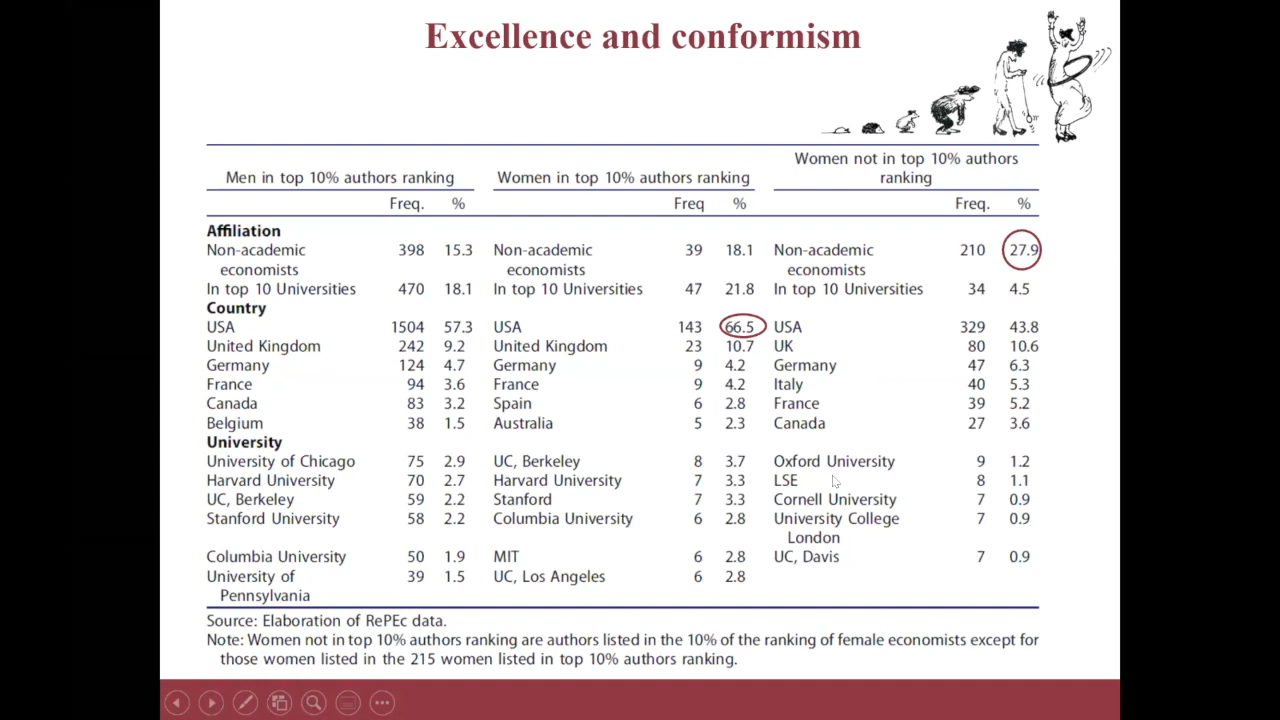 Excellence and conformism
Men in top 10% authors ranking Women in top 10% authors ranking Women not in top 10% authors
ranking
Freq. % Freq % Freq. %
Affiliation
Non-academic 398 15.3 Non-academic 39 18.1 Non-academic 210 27.9
economists economists economists
In top 10 Universities 470 18.1 In top 10 Universities 47 21.8 In top 10 Universities 34 4.5
Country
USA 1504 57.3 USA 143 66.5 USA 329 43.8
United Kingdom 242 9.2 United Kingdom 23 10.7 UK 80 10.6
Germany 124 4.7 Germany 9 4.2 Germany 47 6.3
France 94 3.6 France 9 4.2 Italy 40 5.3
Canada 83 3.2 Spain 6 2.8 France 39 5.2
Belgium 38 1.5 Australia 5 2.3 Canada 27 3.6
University
University of Chicago 75 2.9 UC, Berkeley 8 3.7 Oxford University 9 1.2
Harvard University 70 2.7 Harvard University 7 3.3 LSE 8 1.1
UC, Berkeley 59 2.2 Stanford 7 3.3 Cornell University 7 0.9
Stanford University 58 2.2 Columbia University 6 2.8 University College 7 0.9
London
Columbia University 50 1.9 MIT 6 2.8 UC, Davis 7 0.9
University of 39 1.5 UC, Los Angeles 6 2.8
Pennsylvania
Source: Elaboration of RePEc data.
Note: Women not in top 10% authors ranking are authors listed in the 10% of the ranking of female economists except for
those women listed in the 215 women listed in top 10% authors ranking.